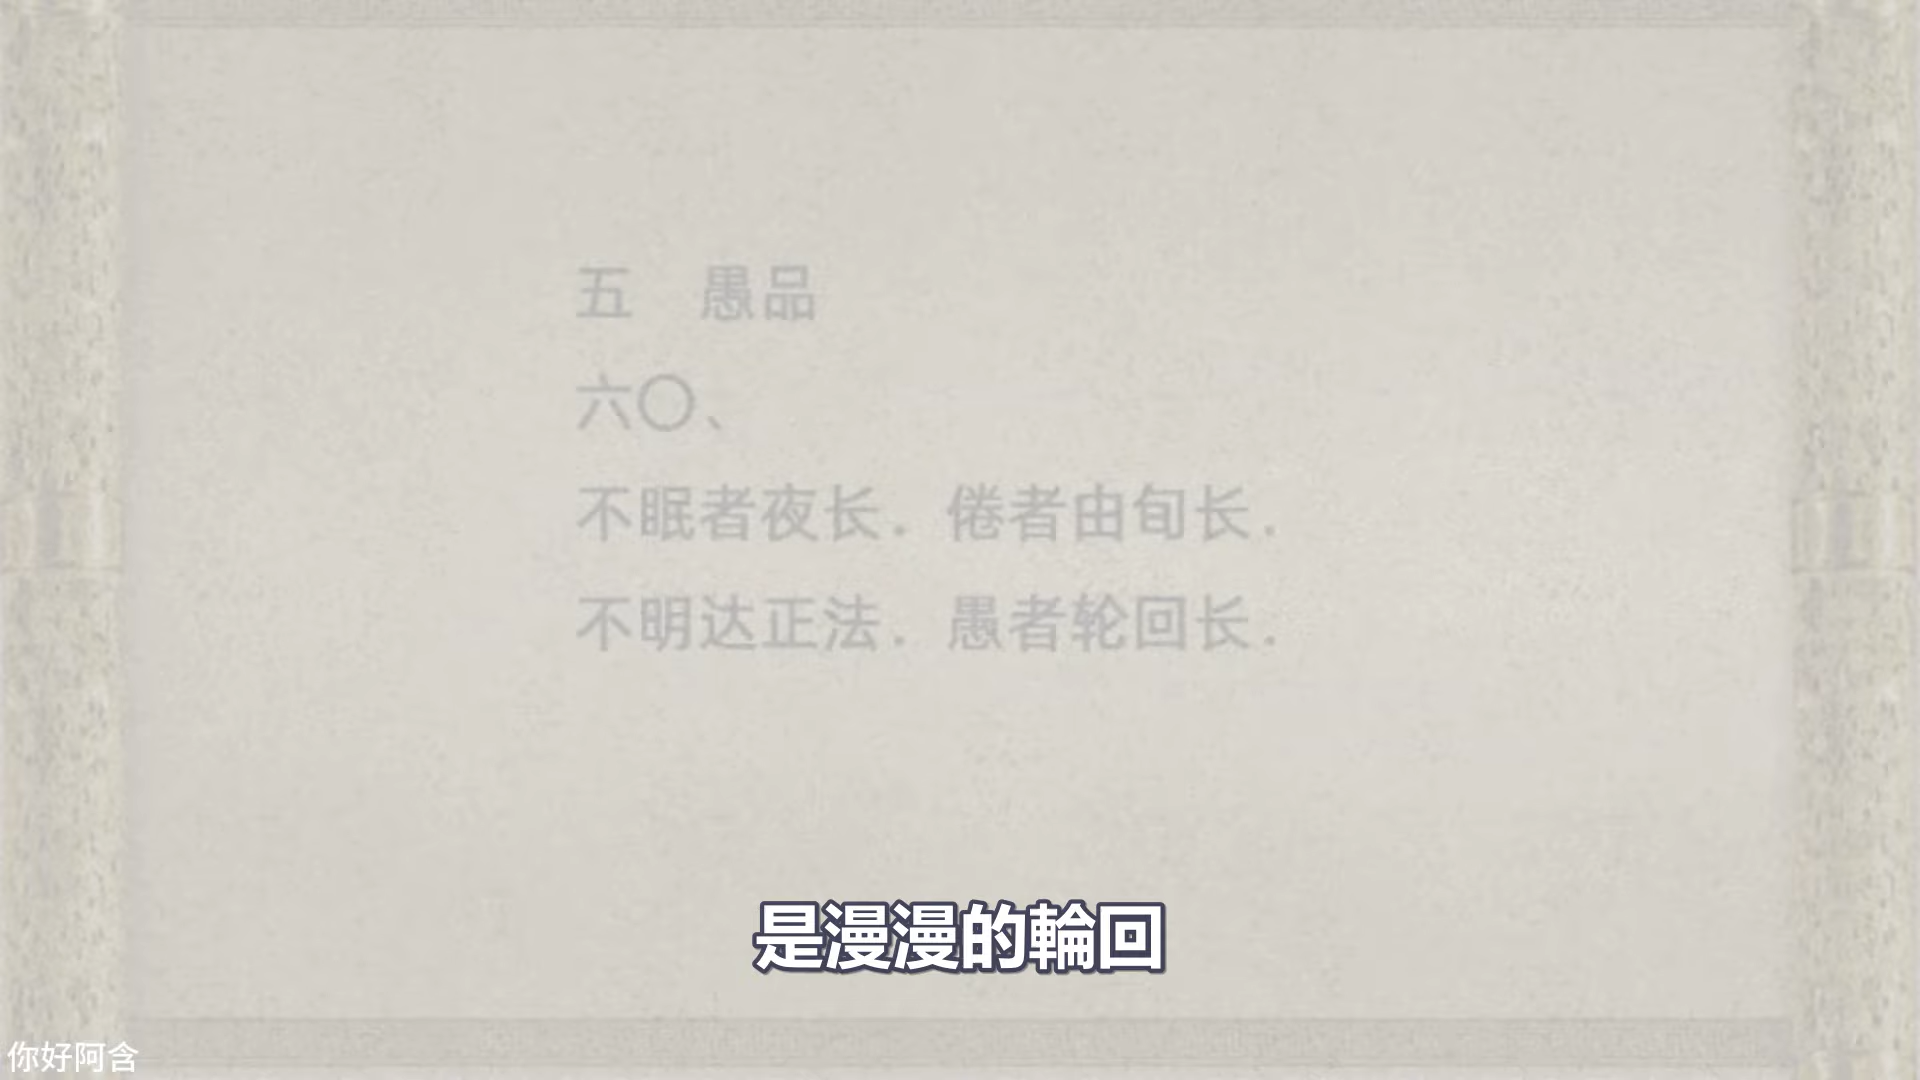 五　愚品
六〇、
不眠者夜长．倦者由旬长．
不明达正法．愚者轮回长．
是漫漫的輪回
你好阿含